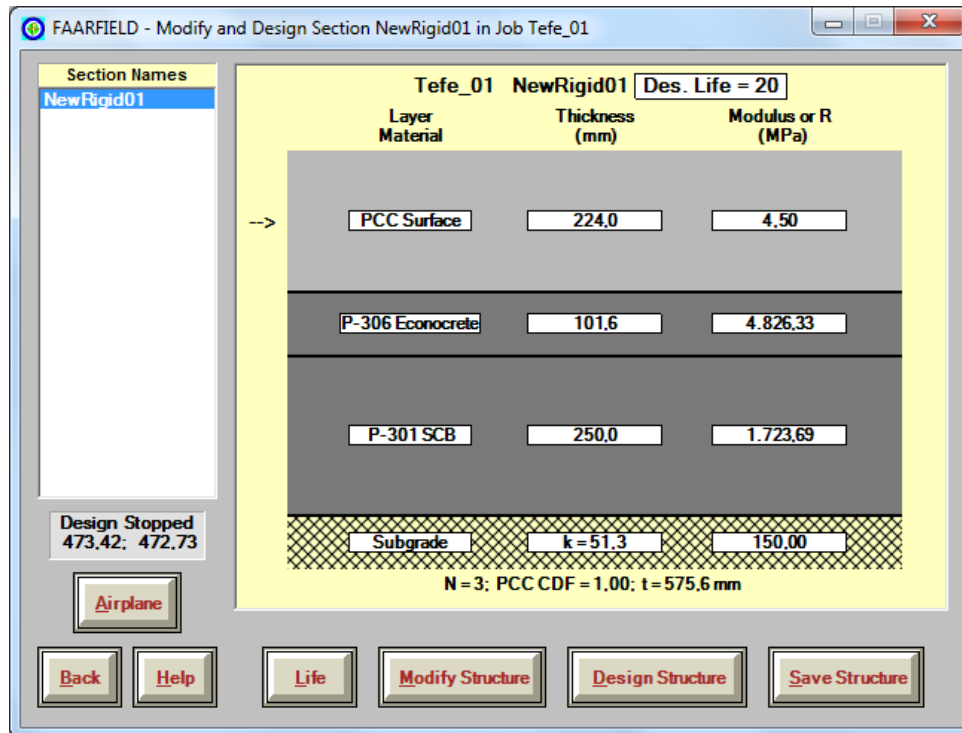 FAARFIELD - Modify and Design Section NewRigid01 in Job Tefe_01
Section Names
NewRigid01
Tefe_01 NewRigid01 Des. Life = 20
Layer Material Thickness (mm) Modulus or R (MPa)
--> PCC Surface 224,0 4,50
P-306 Econocrete 101,6 4.826,33
P-301 SCB 250,0 1.723,69
Subgrade k = 51,3 150,00
N = 3; PCC CDF = 1,00; t = 575,6 mm
Design Stopped
473,42; 472,73
Airplane
Back Help Life Modify Structure Design Structure Save Structure